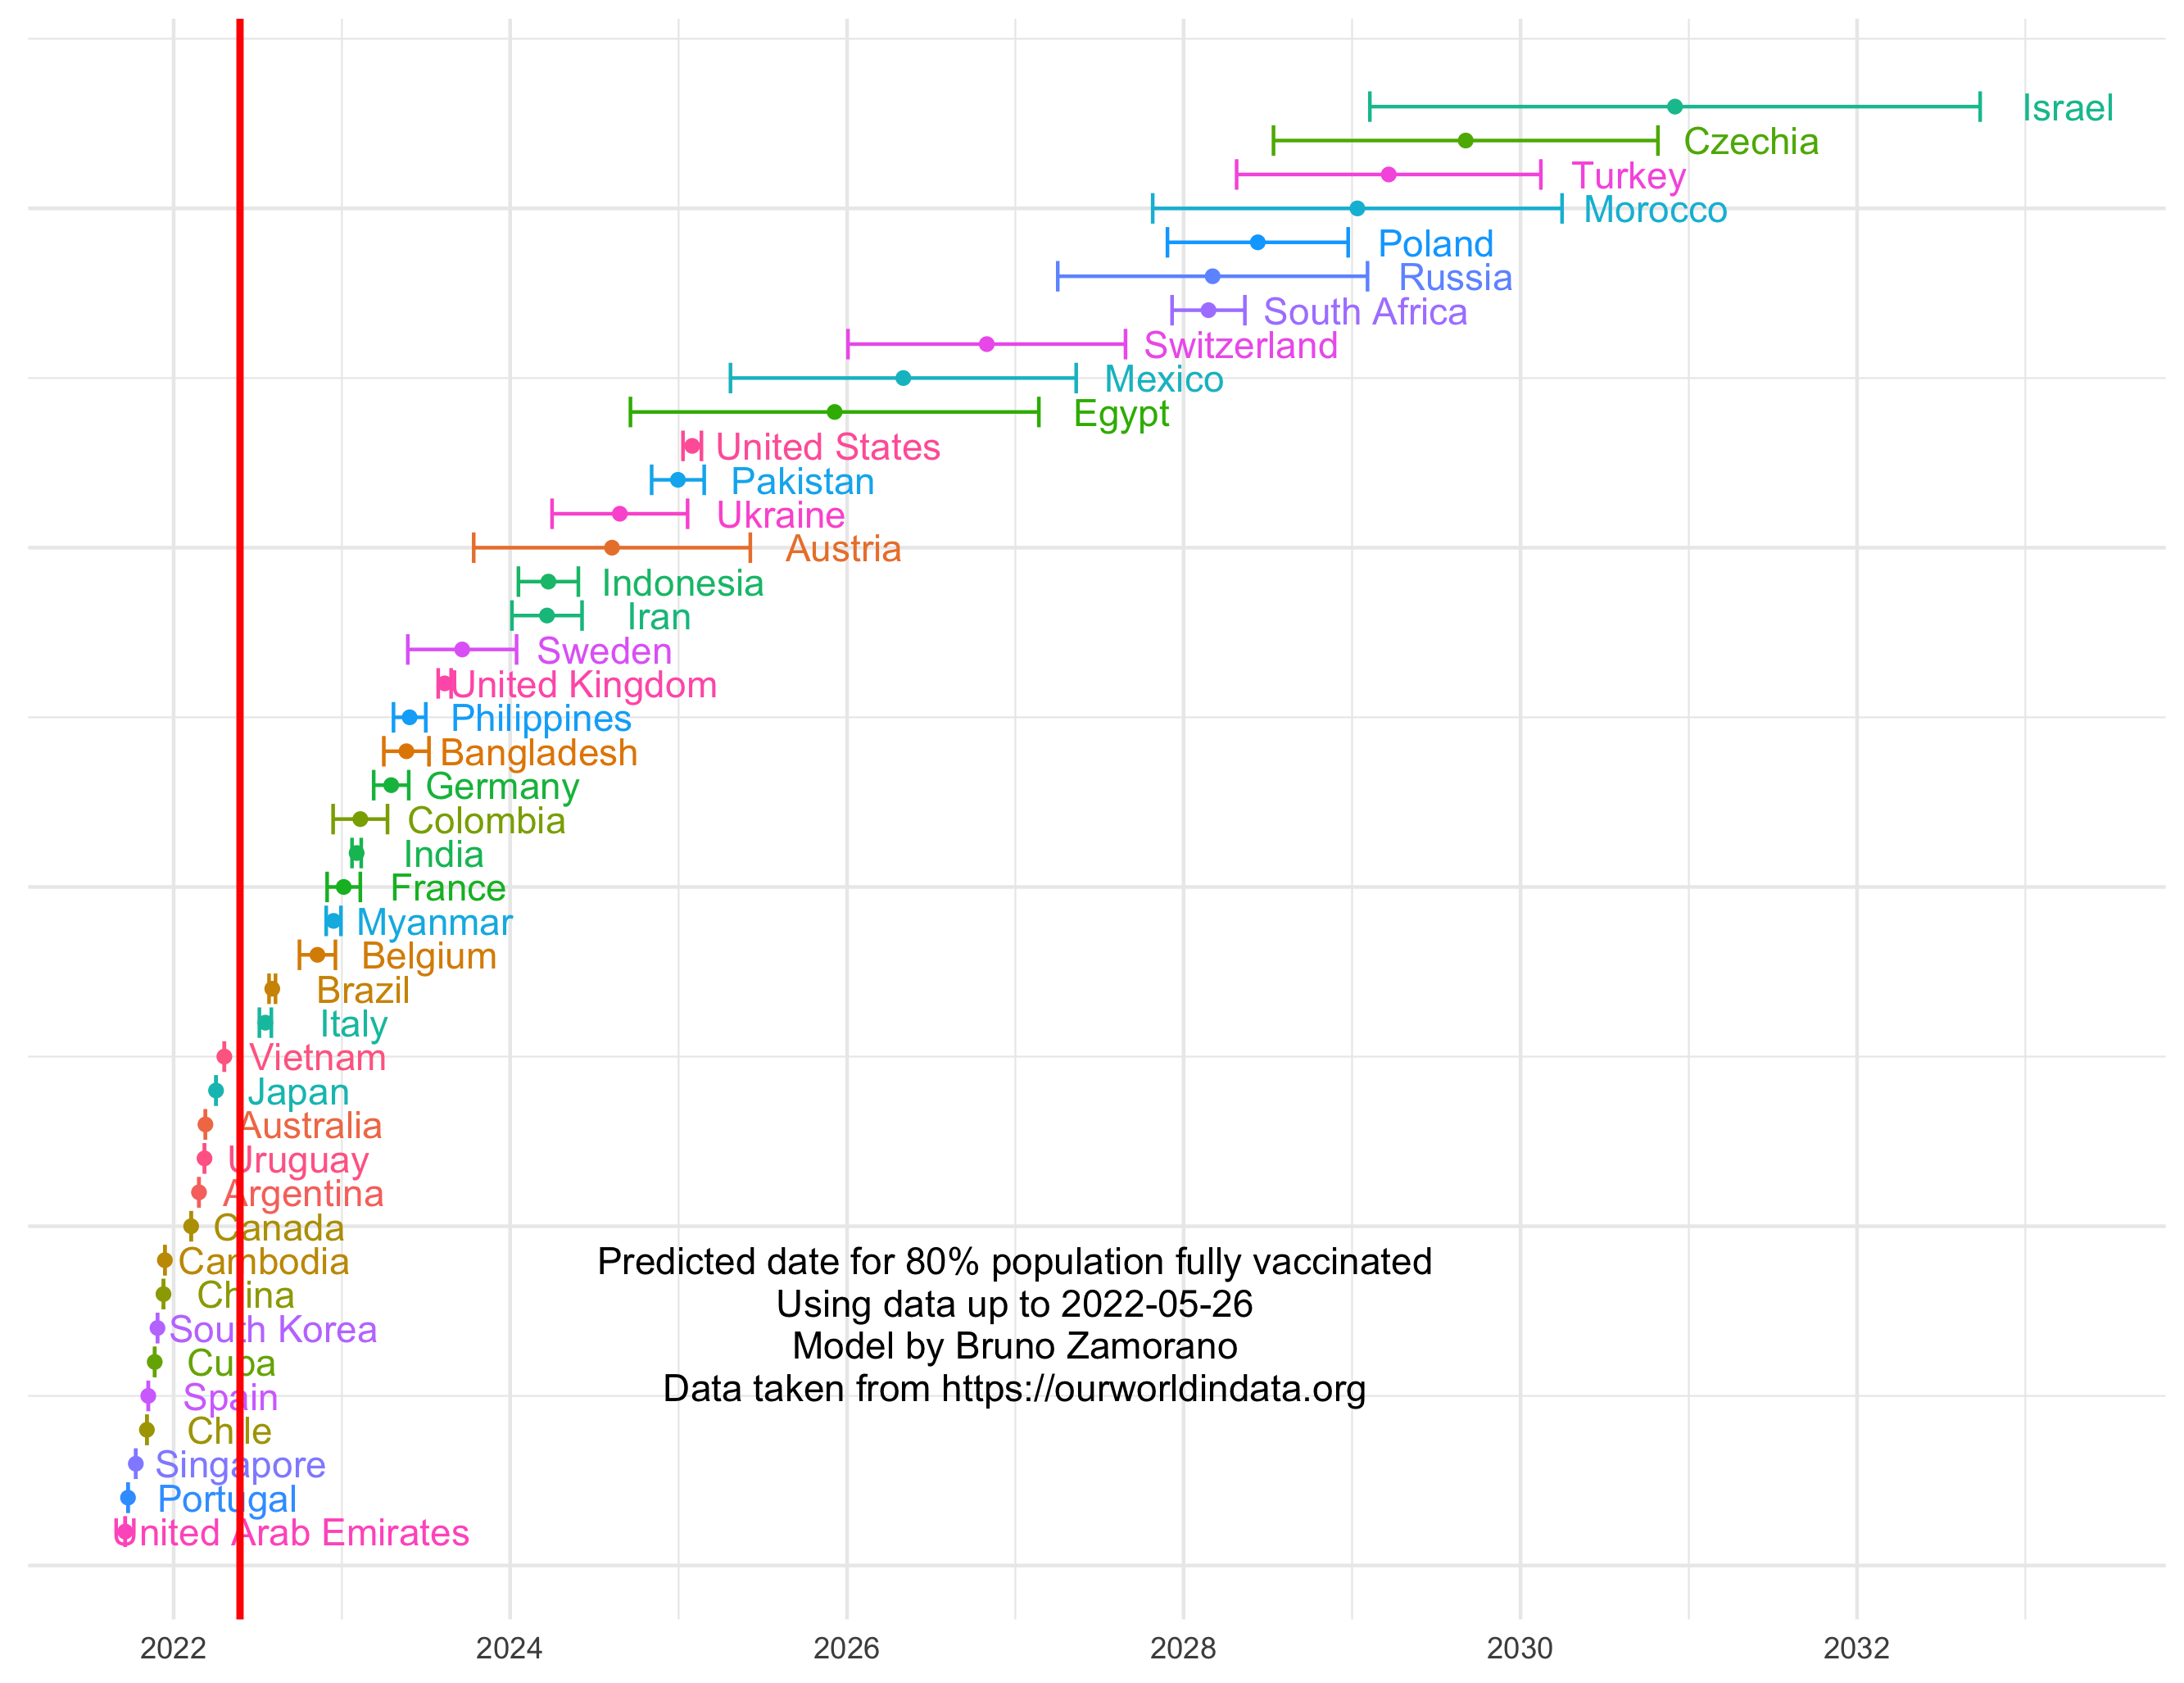 Israel
Czechia
Turkey
Morocco
Poland
Russia
South Africa
Switzerland
Mexico
Egypt
United States
Pakistan
Ukraine
Austria
Indonesia
Iran
Sweden
United Kingdom
Philippines
Bangladesh
Germany
Colombia
India
France
Myanmar
Belgium
Brazil
Italy
Vietnam
Japan
Australia
Uruguay
Argentina
Canada
Cambodia
China
South Korea
Cuba
Spain
Chile
Singapore
Portugal
United Arab Emirates
Predicted date for 80% population fully vaccinated
Using data up to 2022-05-26
Model by Bruno Zamorano
Data taken from https://ourworldindata.org
2022 2024 2026 2028 2030 2032